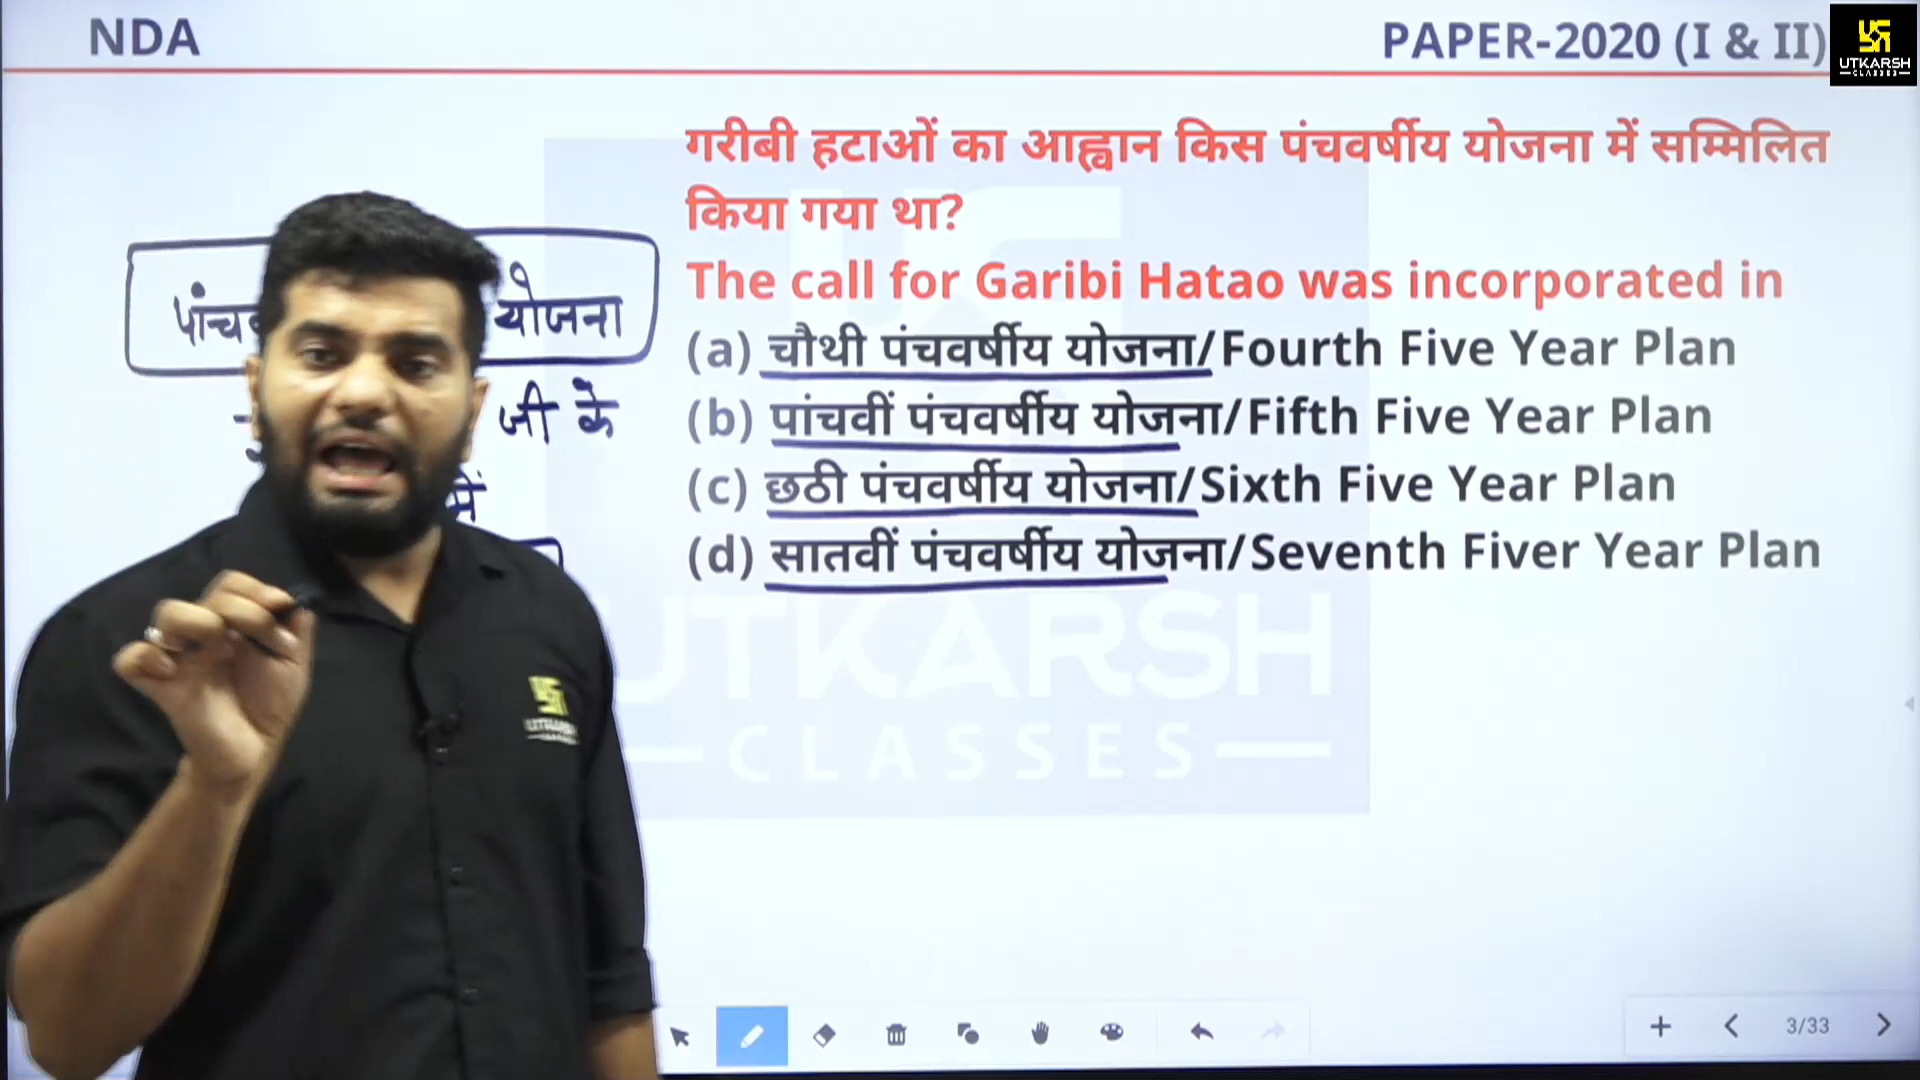 NDA
PAPER-2020 (I & II)
UTKARSH
CLASSES
गरीबी हटाओं का आह्वान किस पंचवर्षीय योजना में सम्मिलित
किया गया था?
The call for Garibi Hatao was incorporated in
(a) चौथी पंचवर्षीय योजना/Fourth Five Year Plan
(b) पांचवीं पंचवर्षीय योजना/Fifth Five Year Plan
(c) छठी पंचवर्षीय योजना/Sixth Five Year Plan
(d) सातवीं पंचवर्षीय योजना/Seventh Fiver Year Plan
योजना
जी के
में
UTKARSH
CLASSES
UTKARSH
3/33